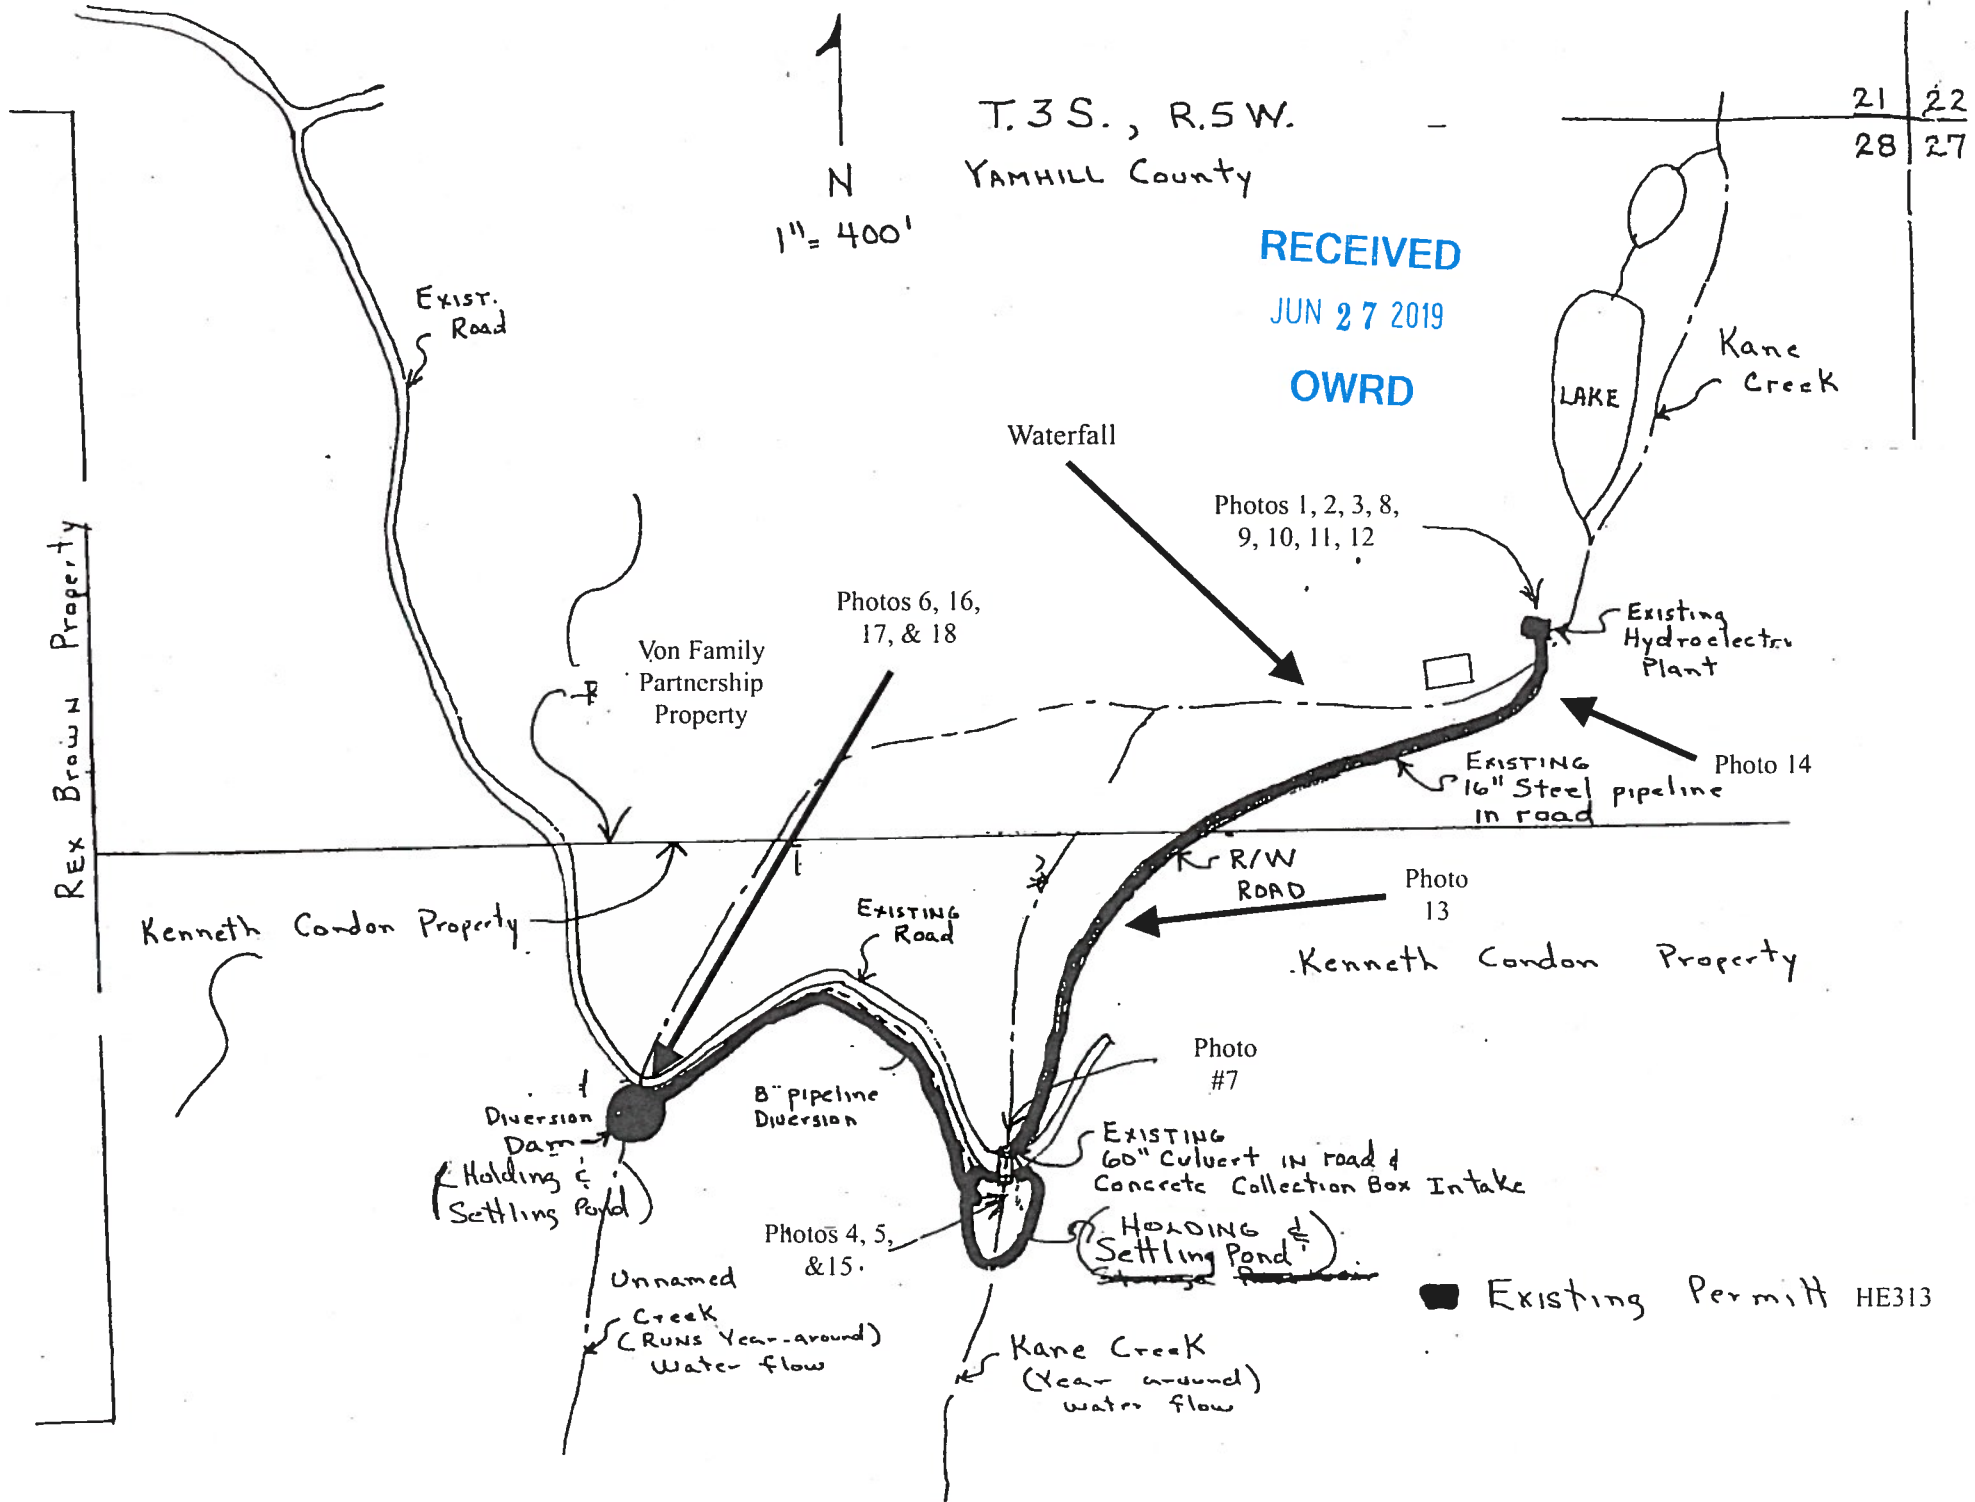 T.3 S., R.5 W.
YAMHILL County
N
1"= 400'
21 22
28 27
RECEIVED
JUN 27 2019
OWRD
EXIST.
Road
Kane
Creek
LAKE
Waterfall
Photos 1, 2, 3, 8,
9, 10, 11, 12
Photos 6, 16,
17, & 18
Von Family
Partnership
Property
Existing
Hydroelectric
Plant
Rex Brown Property
Photo 14
EXISTING
16" Steel pipeline
in road
R/W
ROAD
Photo
13
Kenneth Condon Property
EXISTING
Road
Kenneth Condon Property
Photo
#7
8" pipeline
Diversion
Diversion
Dam
(Holding &
Settling Pond)
EXISTING
60" Culvert IN road &
Concrete Collection Box Intake
Photos 4, 5,
&15
(HOLDING &
Settling Pond)
Storage Reservoir
Unnamed
Creek
(RUNS Year-around)
Water flow
Kane Creek
(Year around)
water flow
Existing Permitt HE313